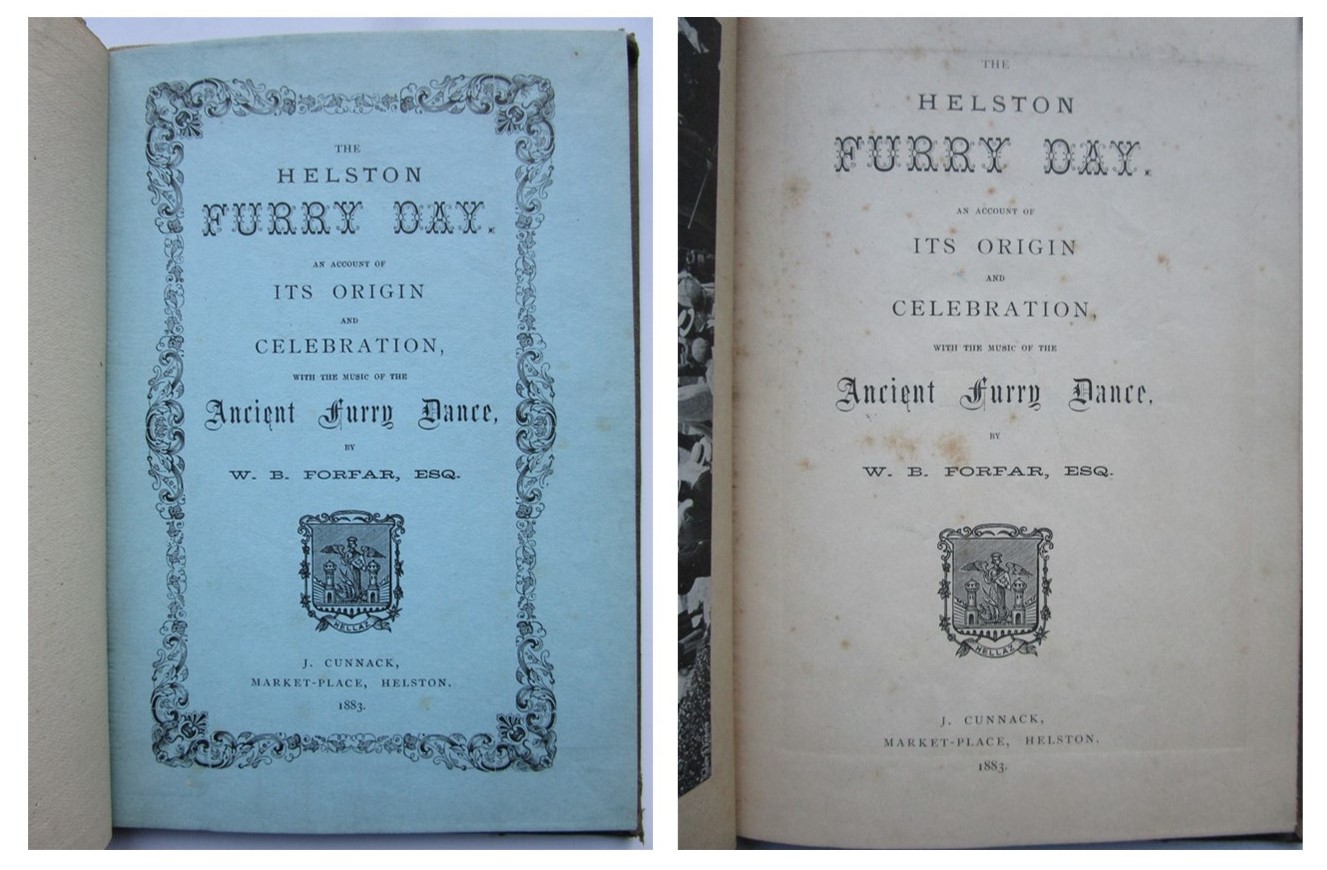 THE
HELSTON
FURRY DAY.
AN ACCOUNT OF
ITS ORIGIN
AND
CELEBRATION,
WITH THE MUSIC OF THE
Ancient Furry Dance,
BY
W. B. FORFAR, ESQ.
HELLAZ
J. CUNNACK,
MARKET-PLACE, HELSTON.
1883.
THE
HELSTON
FURRY DAY.
AN ACCOUNT OF
ITS ORIGIN
AND
CELEBRATION,
WITH THE MUSIC OF THE
Ancient Furry Dance,
BY
W. B. FORFAR, ESQ.
HELLAZ
J. CUNNACK,
MARKET-PLACE, HELSTON.
1883.